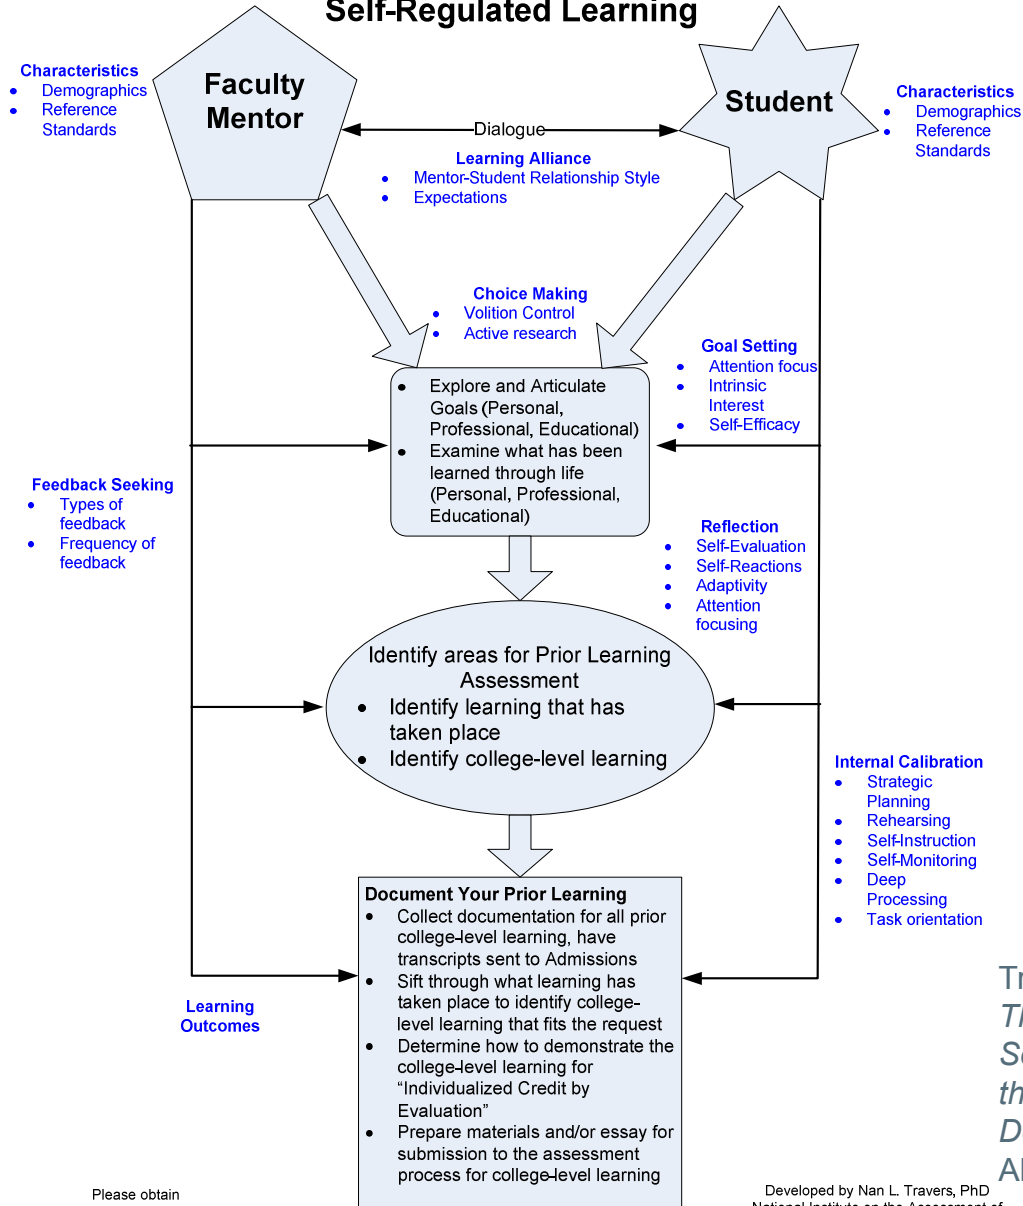 Self-Regulated Learning
Faculty
Mentor
Student
Characteristics
• Demographics
• Reference
Standards
Characteristics
• Demographics
• Reference
Standards
Dialogue
Learning Alliance
• Mentor-Student Relationship Style
• Expectations
Choice Making
• Volition Control
• Active research
Goal Setting
• Attention focus
• Intrinsic
Interest
• Self-Efficacy
• Explore and Articulate
Goals (Personal,
Professional, Educational)
• Examine what has been
learned through life
(Personal, Professional,
Educational)
Feedback Seeking
• Types of
feedback
• Frequency of
feedback
Reflection
• Self-Evaluation
• Self-Reactions
• Adaptivity
• Attention
focusing
Identify areas for Prior Learning
Assessment
• Identify learning that has
taken place
• Identify college-level learning
Internal Calibration
• Strategic
Planning
• Rehearsing
• Self-Instruction
• Self-Monitoring
• Deep
Processing
• Task orientation
Document Your Prior Learning
• Collect documentation for all prior
college-level learning, have
transcripts sent to Admissions
• Sift through what learning has
taken place to identify college-
level learning that fits the request
• Determine how to demonstrate the
college-level learning for
“Individualized Credit by
Evaluation”
• Prepare materials and/or essay for
submission to the assessment
process for college-level learning
Learning
Outcomes
Please obtain
Developed by Nan L. Travers, PhD
National Institute on the Assessment of